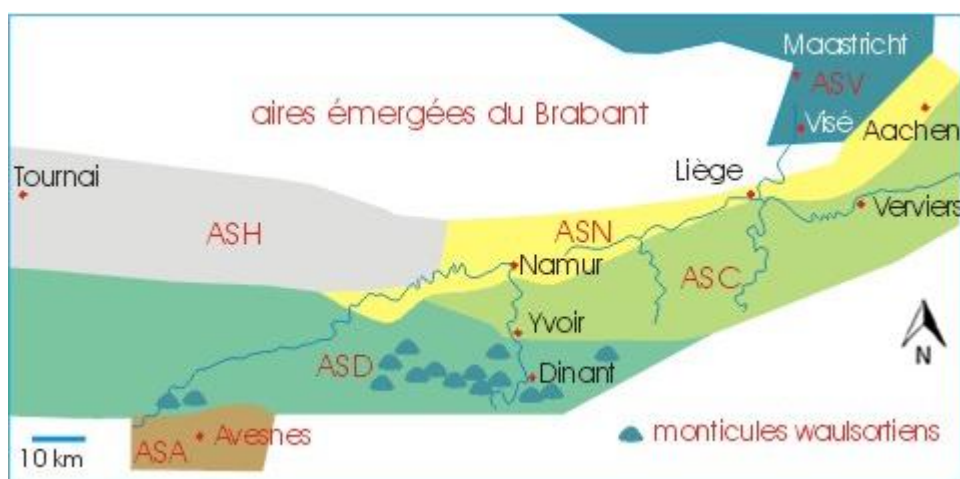 Maastricht
ASV
aires émergées du Brabant
Visé
Aachen
Tournai
Liège
Verviers
ASH
ASN
Namur
ASC
Yvoir
N
ASD
Dinant
Avesnes
monticules waulsortiens
ASA
10 km